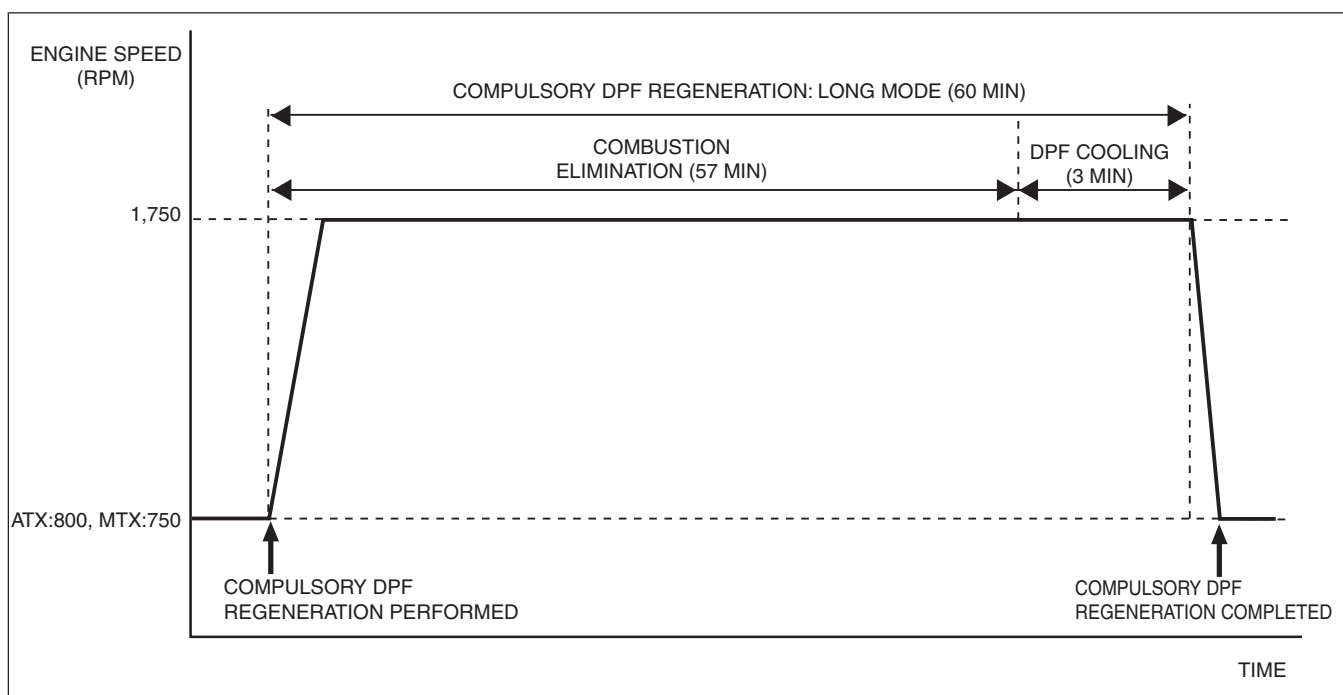 ENGINE SPEED
(RPM)
COMPULSORY DPF REGENERATION: LONG MODE (60 MIN)
COMBUSTION
ELIMINATION (57 MIN)
DPF COOLING
(3 MIN)
1,750
ATX:800, MTX:750
COMPULSORY DPF
REGENERATION PERFORMED
COMPULSORY DPF
REGENERATION COMPLETED
TIME